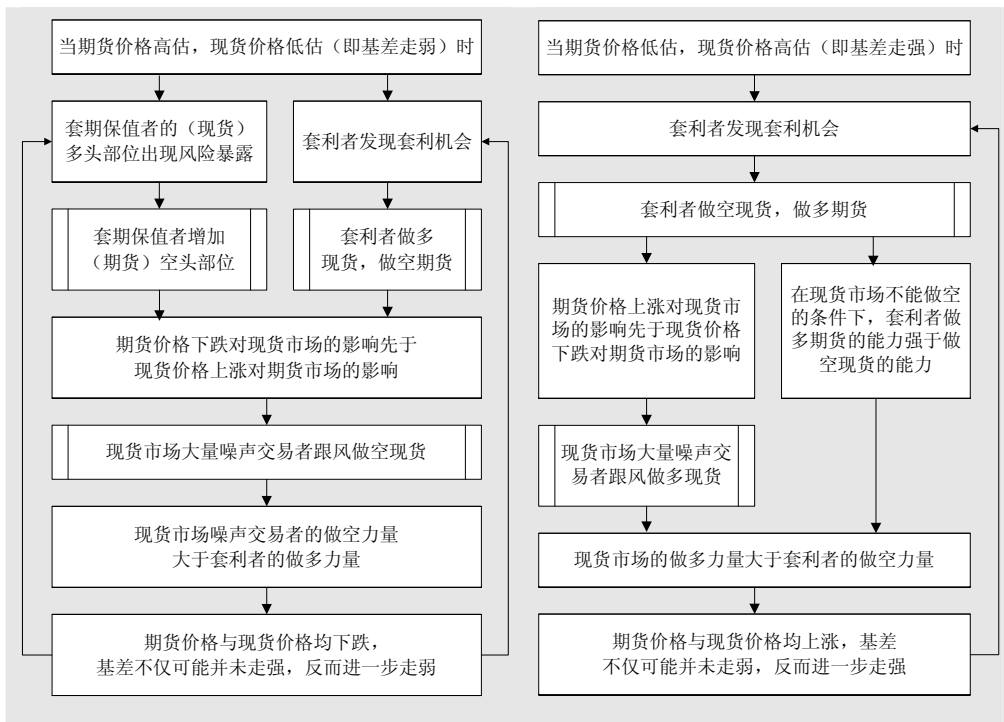 当期货价格高估，现货价格低估（即基差走弱）时
套期保值者的（现货）
多头部位出现风险暴露
套利者发现套利机会
套期保值者增加
（期货）空头部位
套利者做多
现货，做空期货
期货价格下跌对现货市场的影响先于
现货价格上涨对期货市场的影响
现货市场大量噪声交易者跟风做空现货
现货市场噪声交易者的做空力量
大于套利者的做多力量
期货价格与现货价格均下跌，
基差不仅可能并未走强，反而进一步走弱
当期货价格低估，现货价格高估（即基差走强）时
套利者发现套利机会
套利者做空现货，做多期货
期货价格上涨对现货市
场的影响先于现货价格
下跌对期货市场的影响
在现货市场不能做空
的条件下，套利者做
多期货的能力强于做
空现货的能力
现货市场大量噪声交
易者跟风做多现货
现货市场的做多力量大于套利者的做空力量
期货价格与现货价格均上涨，基差
不仅可能并未走弱，反而进一步走强